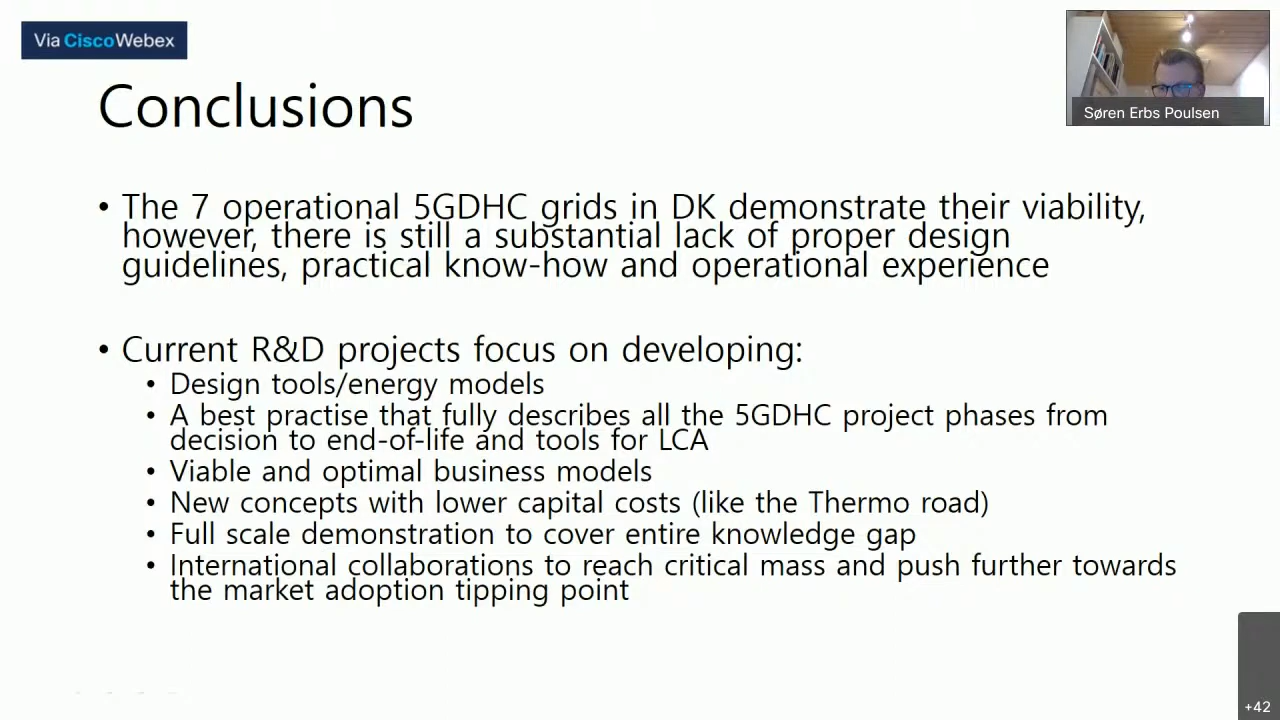 Via Cisco Webex
Søren Erbs Poulsen
Conclusions
• The 7 operational 5GDHC grids in DK demonstrate their viability,
however, there is still a substantial lack of proper design
guidelines, practical know-how and operational experience
• Current R&D projects focus on developing:
• Design tools/energy models
• A best practise that fully describes all the 5GDHC project phases from
decision to end-of-life and tools for LCA
• Viable and optimal business models
• New concepts with lower capital costs (like the Thermo road)
• Full scale demonstration to cover entire knowledge gap
• International collaborations to reach critical mass and push further towards
the market adoption tipping point
+42